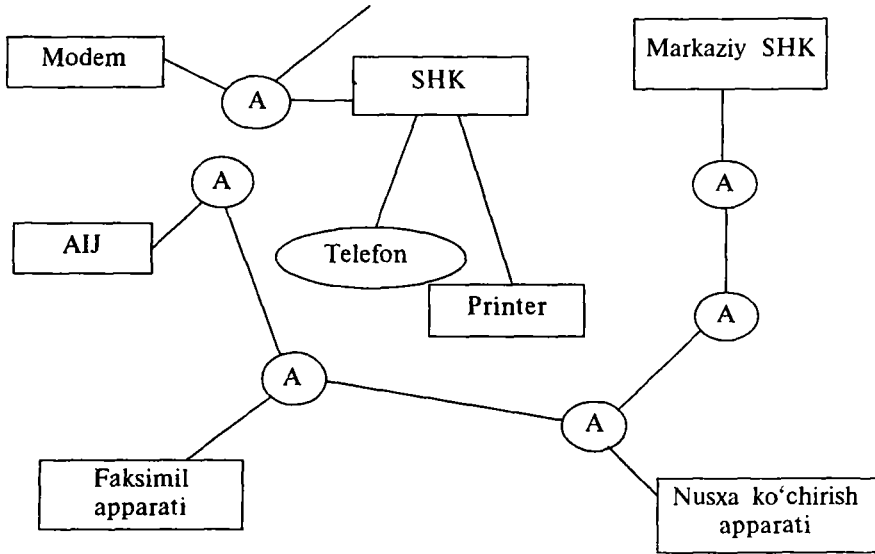 Modem
A
SHK
Markaziy SHK
A
A
AIJ
Telefon
Printer
A
A
A
Faksimil
apparati
Nusxa ko‘chirish
apparati